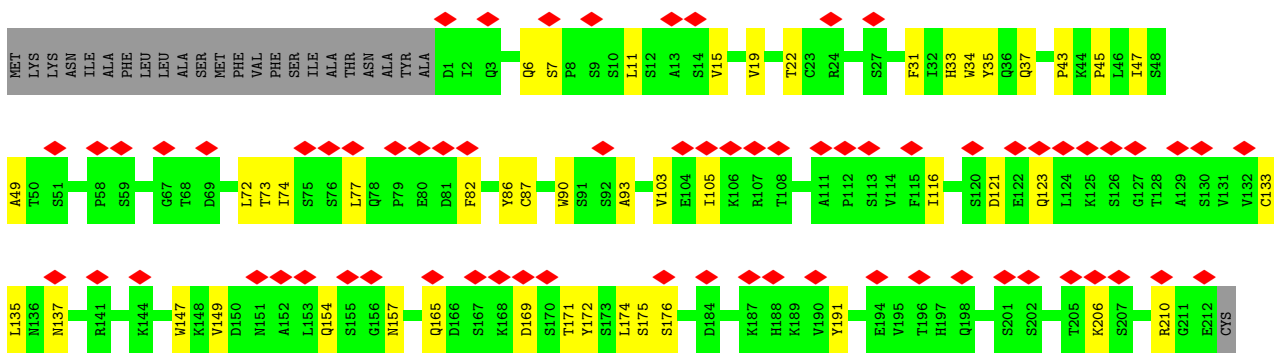 MET LYS LYS ASN ILE ALA PHE LEU LEU ALA SER MET PHE VAL PHE SER ILE ALA THR ASN ALA TYR ALA D1 I2 Q3 Q6 S7 P8 S9 S10 L11 S12 A13 S14 V15 V19 T22 C23 R24 S27 F31 I32 H33 W34 Y35 Q36 Q37 P43 K44 P45 L46 I47 S48
A49 T50 S51 P58 S59 G67 T68 D69 L72 T73 I74 S75 S76 L77 Q78 P79 E80 D81 F82 Y86 C87 W90 S91 S92 A93 V103 E104 I105 K106 R107 T108 A111 P112 S113 V114 F115 I116 S120 D121 E122 Q123 L124 K125 S126 G127 T128 A129 S130 V131 V132 C133
L135 N136 N137 R141 K144 W147 K148 V149 D150 N151 A152 L153 Q154 S155 G156 N157 Q165 D166 S167 K168 D169 S170 T171 Y172 S173 L174 S175 S176 D184 K187 H188 K189 V190 Y191 E194 V195 T196 H197 Q198 S201 S202 T205 K206 S207 R210 G211 E212 CYS